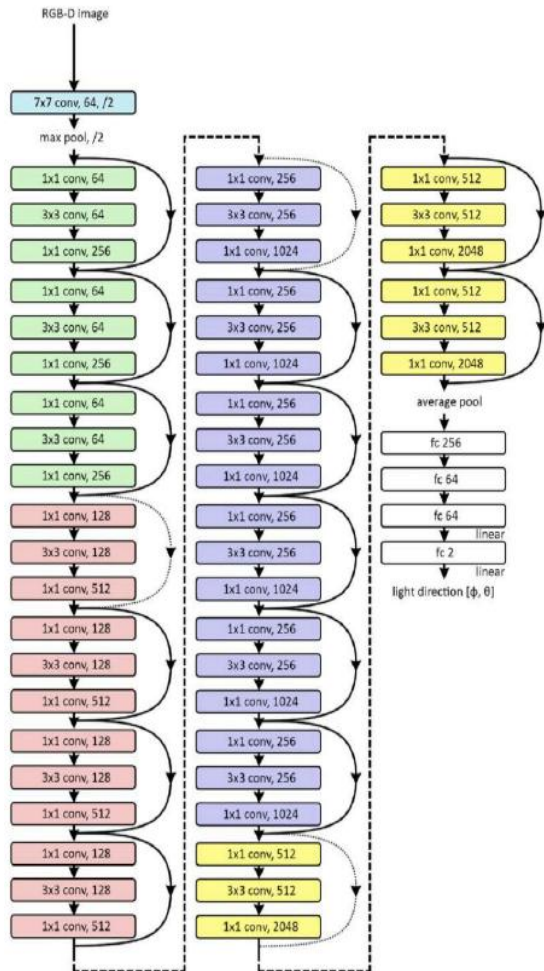 RGB-D image
7x7 conv, 64, /2
max pool, /2
1x1 conv, 64
3x3 conv, 64
1x1 conv, 256
1x1 conv, 64
3x3 conv, 64
1x1 conv, 256
1x1 conv, 64
3x3 conv, 64
1x1 conv, 256
1x1 conv, 128
3x3 conv, 128
1x1 conv, 512
1x1 conv, 128
3x3 conv, 128
1x1 conv, 512
1x1 conv, 128
3x3 conv, 128
1x1 conv, 512
1x1 conv, 128
3x3 conv, 128
1x1 conv, 512
1x1 conv, 256
3x3 conv, 256
1x1 conv, 1024
1x1 conv, 256
3x3 conv, 256
1x1 conv, 1024
1x1 conv, 256
3x3 conv, 256
1x1 conv, 1024
1x1 conv, 256
3x3 conv, 256
1x1 conv, 1024
1x1 conv, 256
3x3 conv, 256
1x1 conv, 1024
1x1 conv, 256
3x3 conv, 256
1x1 conv, 1024
1x1 conv, 512
3x3 conv, 512
1x1 conv, 2048
1x1 conv, 512
3x3 conv, 512
1x1 conv, 2048
1x1 conv, 512
3x3 conv, 512
1x1 conv, 2048
average pool
fc 256
fc 64
fc 64
linear
fc 2
linear
light direction [ϕ, θ]